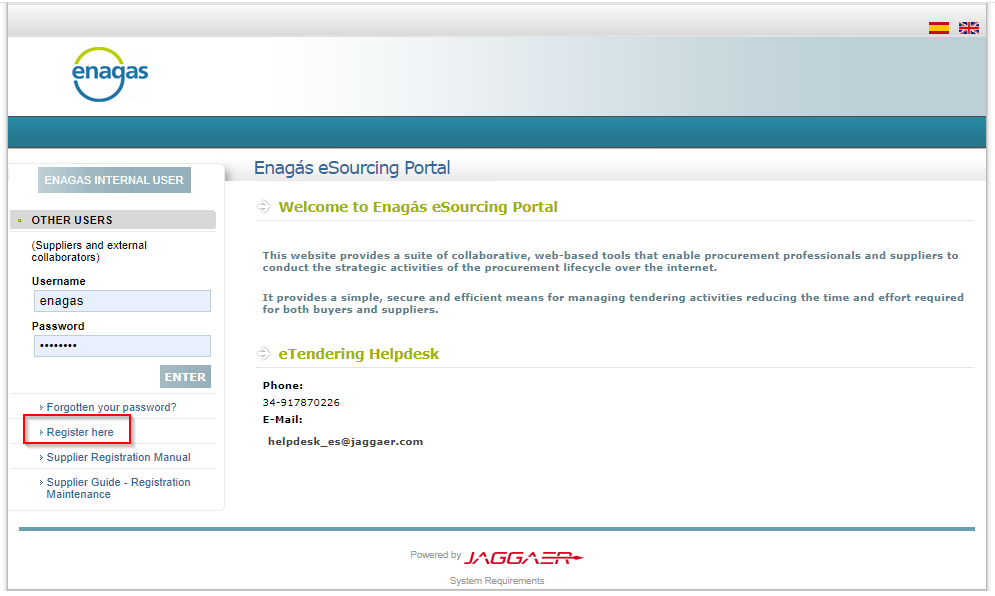 enagas
ENAGAS INTERNAL USER
OTHER USERS
(Suppliers and external
collaborators)
Username
enagas
Password
••••••••
ENTER
Forgotten your password?
Register here
Supplier Registration Manual
Supplier Guide - Registration
Maintenance
Enagás eSourcing Portal
Welcome to Enagás eSourcing Portal
This website provides a suite of collaborative, web-based tools that enable procurement professionals and suppliers to
conduct the strategic activities of the procurement lifecycle over the internet.
It provides a simple, secure and efficient means for managing tendering activities reducing the time and effort required
for both buyers and suppliers.
eTendering Helpdesk
Phone:
34-917870226
E-Mail:
helpdesk_es@jaggaer.com
Powered by JAGGAER
System Requirements